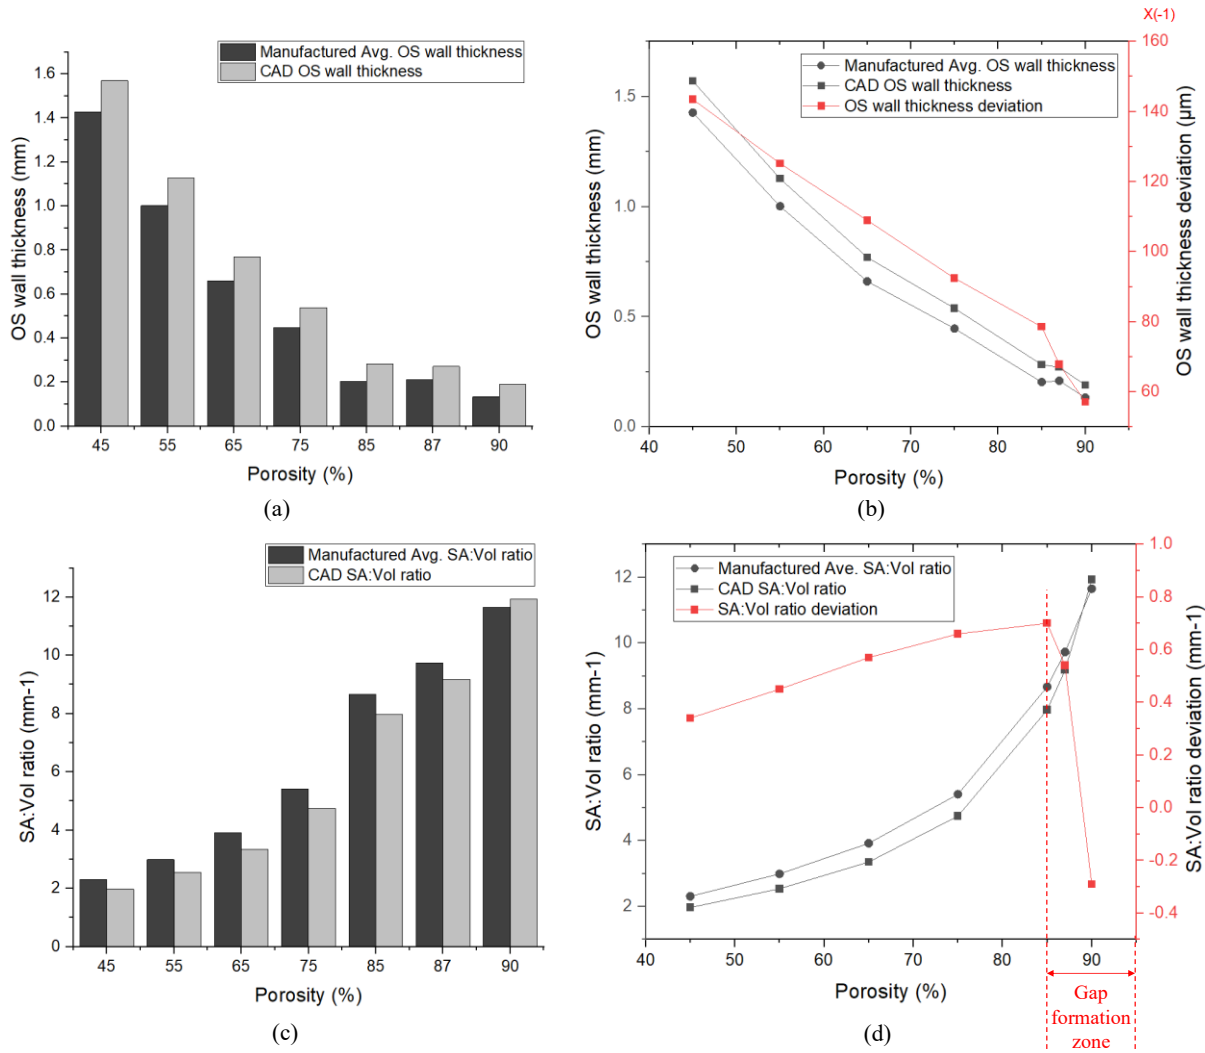 Manufactured Avg. OS wall thickness
CAD OS wall thickness
OS wall thickness (mm)
1.6
1.4
1.2
1.0
0.8
0.6
0.4
0.2
0.0
45 55 65 75 85 87 90
Porosity (%)
(a)
X(-1)
Manufactured Avg. OS wall thickness
CAD OS wall thickness
OS wall thickness deviation
OS wall thickness (mm)
1.5
1.0
0.5
0.0
160
140
120
100
80
60
OS wall thickness deviation (μm)
40 50 60 70 80 90
Porosity (%)
(b)
Manufactured Avg. SA:Vol ratio
CAD SA:Vol ratio
SA:Vol ratio (mm-1)
12
10
8
6
4
2
0
45 55 65 75 85 87 90
Porosity (%)
(c)
Manufactured Ave. SA:Vol ratio
CAD SA:Vol ratio
SA:Vol ratio deviation
SA:Vol ratio (mm-1)
12
10
8
6
4
2
1.0
0.8
0.6
0.4
0.2
0.0
-0.2
-0.4
SA:Vol ratio deviation (mm-1)
40 50 60 70 80 90
Porosity (%)
Gap
formation
zone
(d)